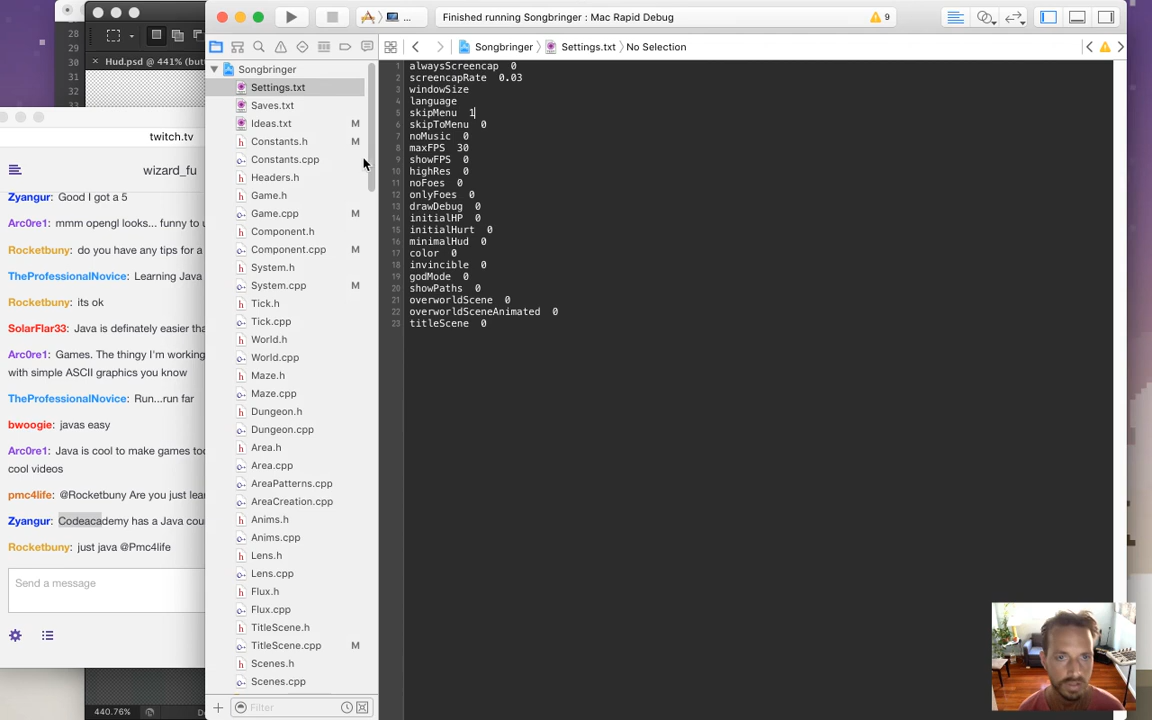 Finished running Songbringer : Mac Rapid Debug
9
...
Hud.psd @ 441% (but
28
29
30
31
32
33
twitch.tv
wizard_fu
Zyangur: Good I got a 5
Arc0re1: mmm opengl looks... funny to u
Rocketbuny: do you have any tips for a
TheProfessionalNovice: Learning Java
Rocketbuny: its ok
SolarFlar33: Java is definately easier tha
Arc0re1: Games. The thingy I'm working
with simple ASCII graphics you know
TheProfessionalNovice: Run...run far
bwoogie: javas easy
Arc0re1: Java is cool to make games too
cool videos
pmc4life: @Rocketbuny Are you just lear
Zyangur: Codeacademy has a Java cou
Rocketbuny: just java @Pmc4life
Send a message
440.76%
Songbringer
Settings.txt
Saves.txt
Ideas.txt M
Constants.h M
Constants.cpp
Headers.h
Game.h
Game.cpp M
Component.h
Component.cpp M
System.h
System.cpp M
Tick.h
Tick.cpp
World.h
World.cpp
Maze.h
Maze.cpp
Dungeon.h
Dungeon.cpp
Area.h
Area.cpp
AreaPatterns.cpp
AreaCreation.cpp
Anims.h
Anims.cpp
Lens.h
Lens.cpp
Flux.h
Flux.cpp
TitleScene.h
TitleScene.cpp M
Scenes.h
Scenes.cpp
Filter
Songbringer Settings.txt No Selection
1 alwaysScreencap 0
2 screencapRate 0.03
3 windowSize
4 language
5 skipMenu 1
6 skipToMenu 0
7 noMusic 0
8 maxFPS 30
9 showFPS 0
10 highRes 0
11 noFoes 0
12 onlyFoes 0
13 drawDebug 0
14 initialHP 0
15 initialHurt 0
16 minimalHud 0
17 color 0
18 invincible 0
19 godMode 0
20 showPaths 0
21 overworldScene 0
22 overworldSceneAnimated 0
23 titleScene 0